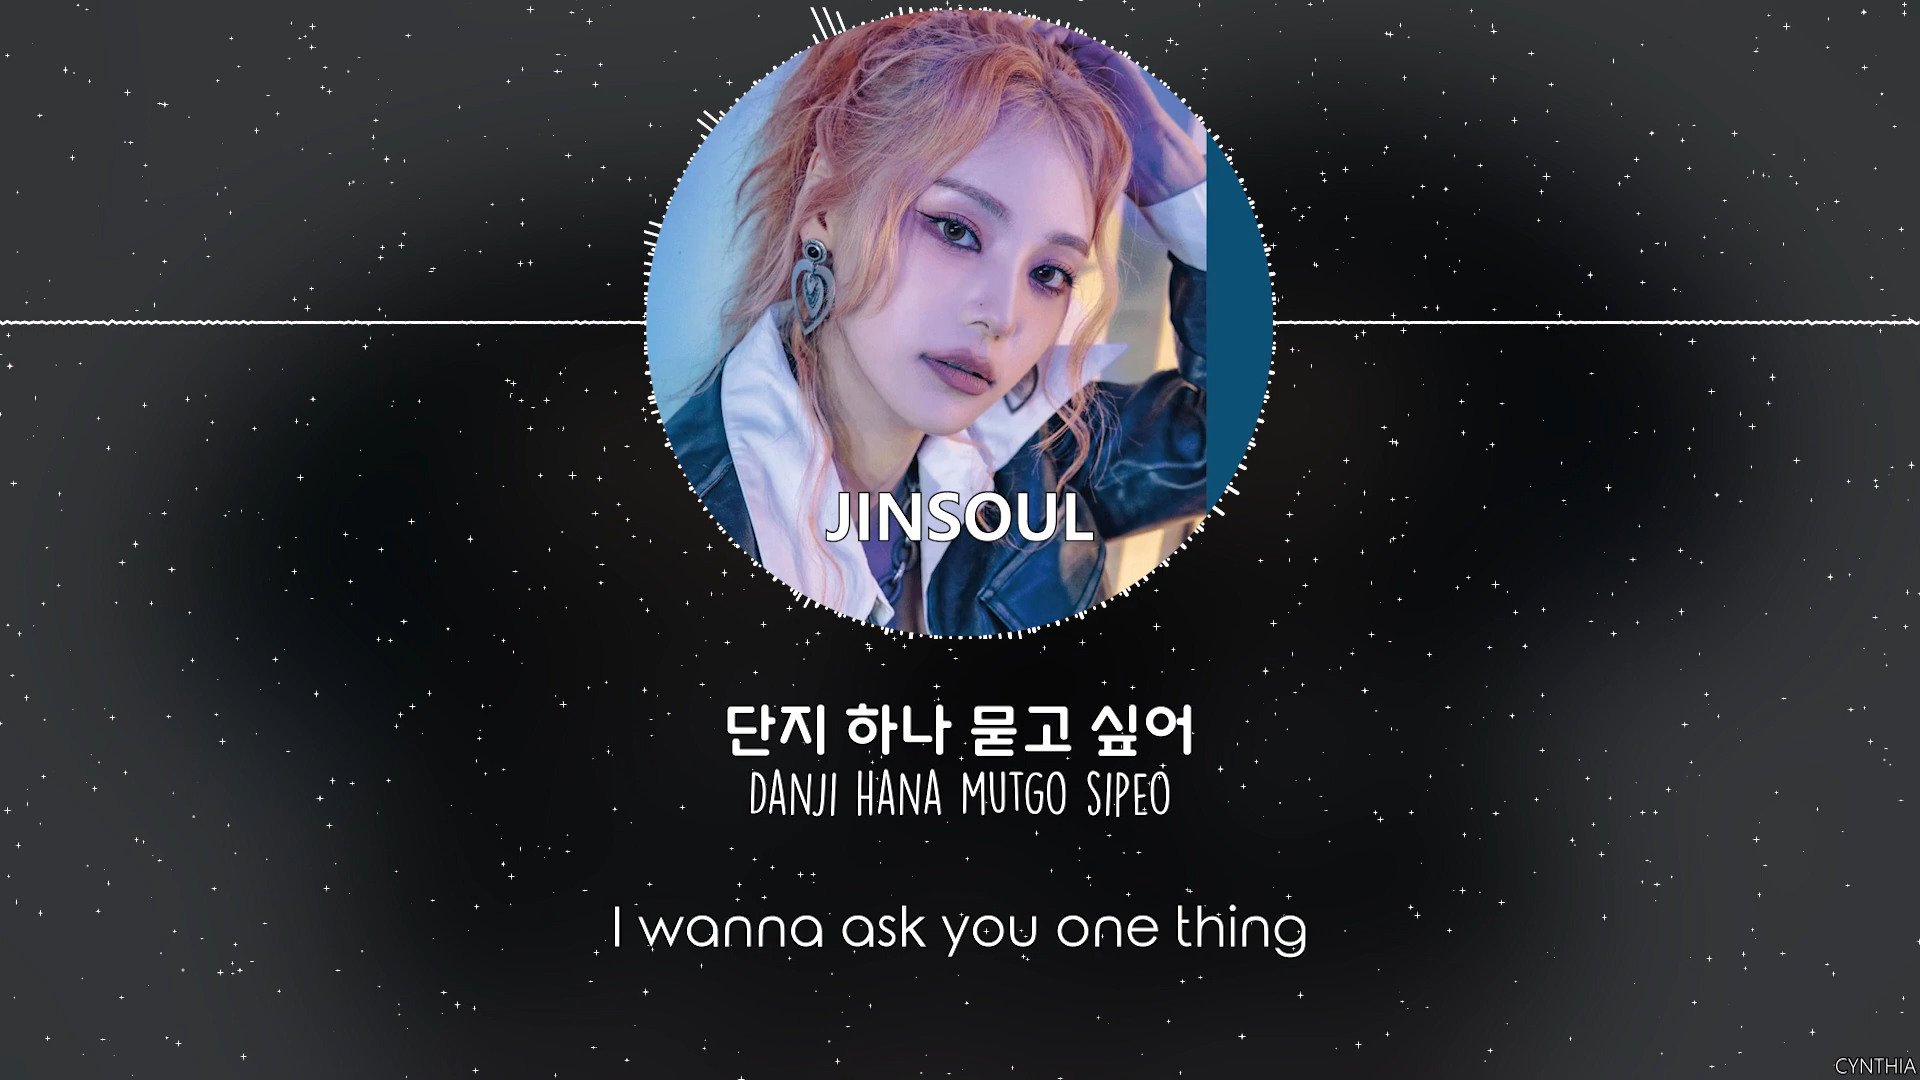 JINSOUL
단지 하나 묻고 싶어
DANJI HANA MUTGO SIPEO
I wanna ask you one thing
CYNTHIA